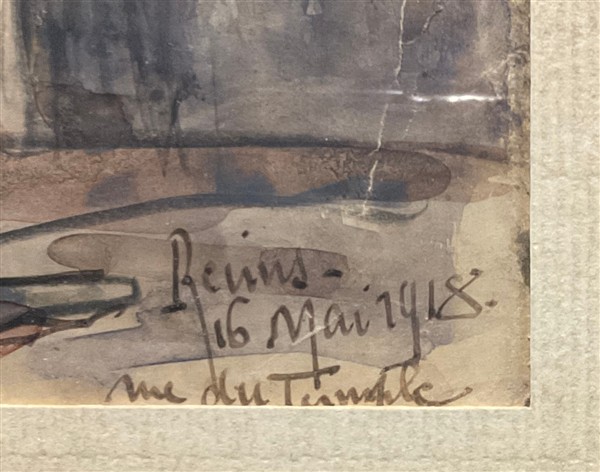 Reims -
16 Mai 1918.
rue du Temple